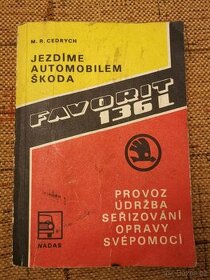 M. R. CEDRYCH
JEZDÍME
AUTOMOBILEM
ŠKODA
FAVORIT
136 L
PROVOZ
ÚDRŽBA
SEŘIZOVÁNÍ
OPRAVY
SVÉPOMOCÍ
NADAS